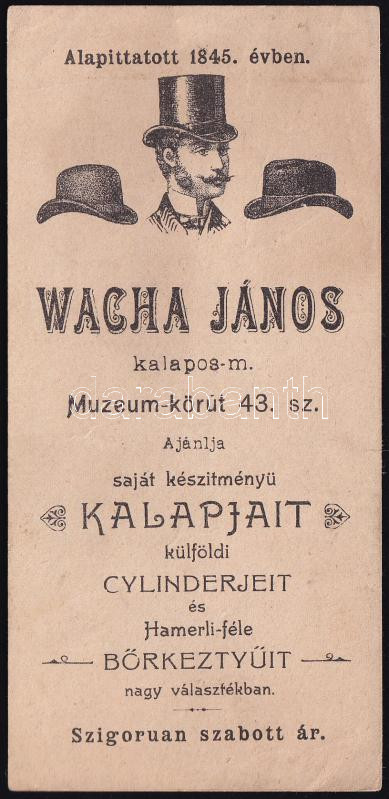 Alapittatott 1845. évben.
WACHA JÁNOS
kalapos-m.
darabanth
Muzeum-körút 43. sz.
Ajánlja
saját készitményü
KALAPJAIT
külföldi
CYLINDERJEIT
és
Hamerli-féle
BŐRKEZTYŰIT
nagy választékban.
Szigoruan szabott ár.